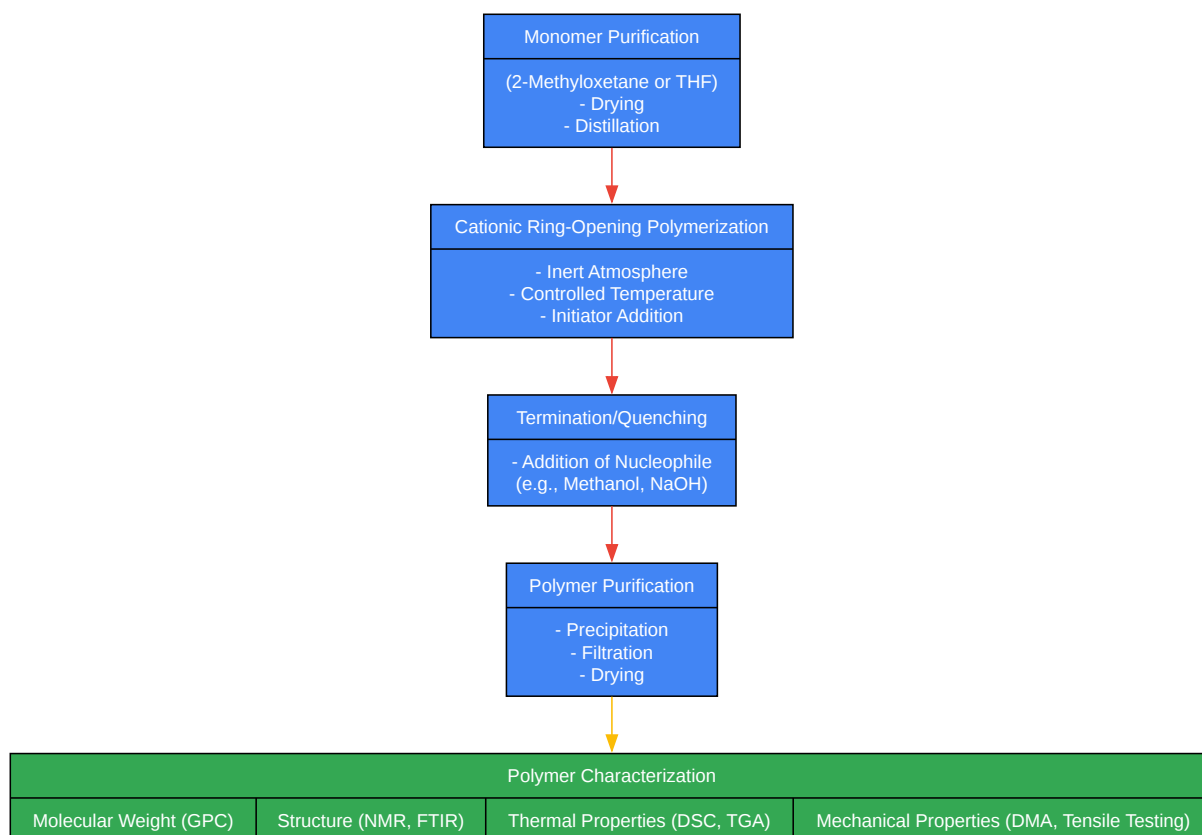 Monomer Purification
(2-Methyloxetane or THF)
- Drying
- Distillation
Cationic Ring-Opening Polymerization
- Inert Atmosphere
- Controlled Temperature
- Initiator Addition
Termination/Quenching
- Addition of Nucleophile
(e.g., Methanol, NaOH)
Polymer Purification
- Precipitation
- Filtration
- Drying
Polymer Characterization
Molecular Weight (GPC)
Structure (NMR, FTIR)
Thermal Properties (DSC, TGA)
Mechanical Properties (DMA, Tensile Testing)